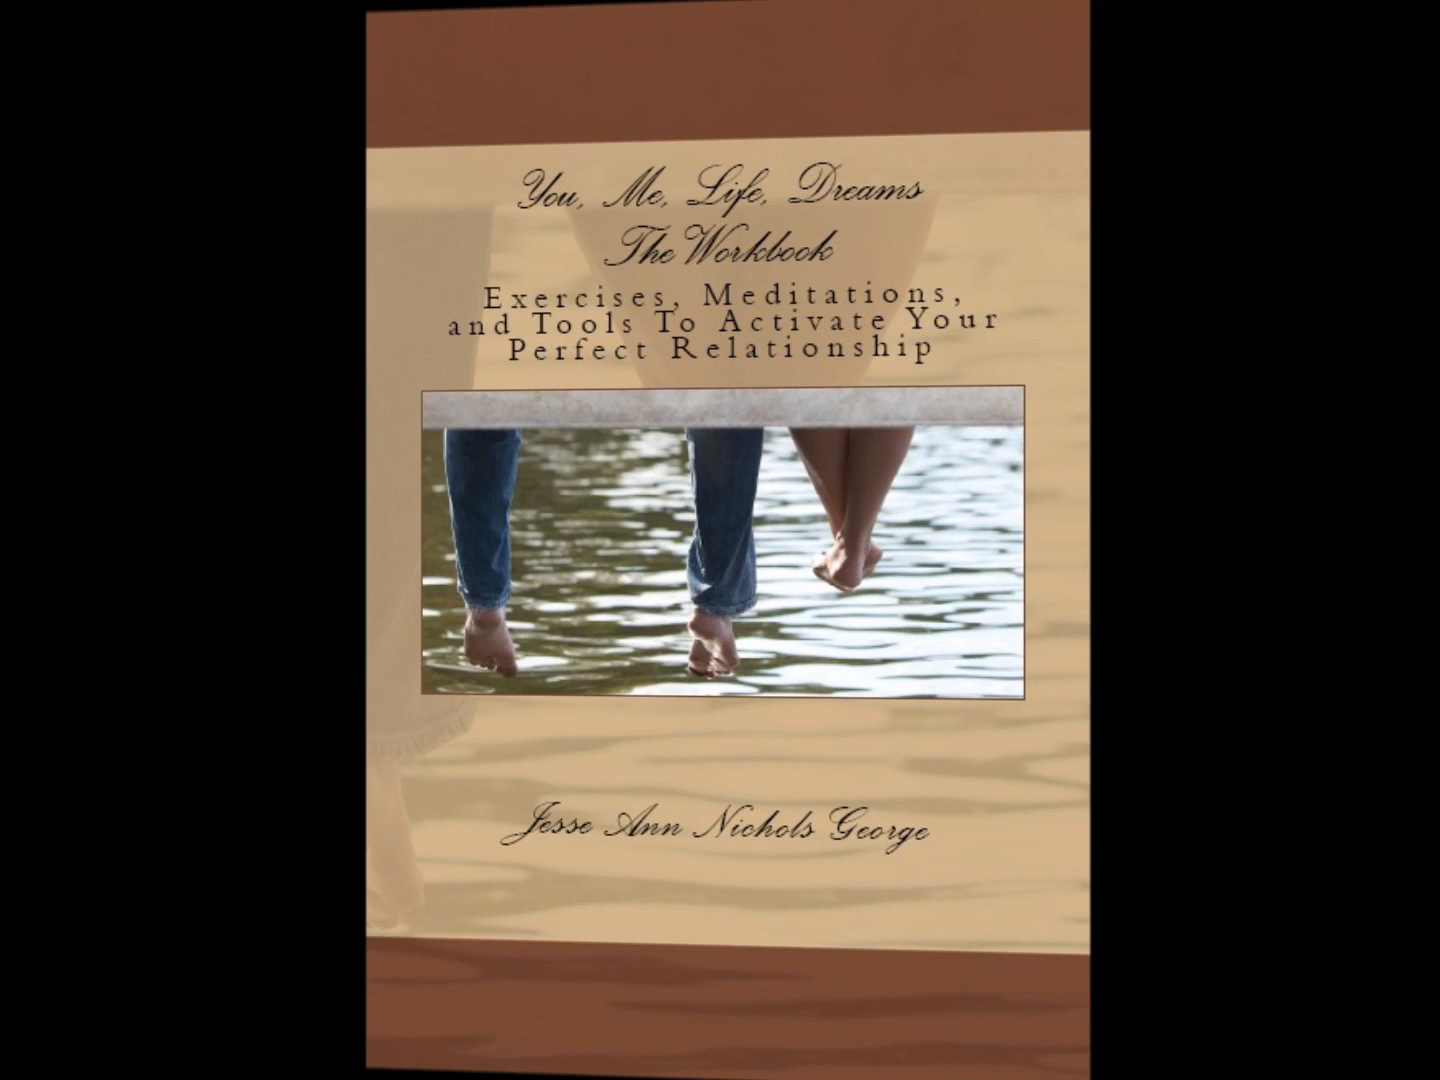 You, Me, Life, Dreams
The Workbook
Exercises, Meditations,
and Tools To Activate Your
Perfect Relationship
Jesse Ann Nichols George